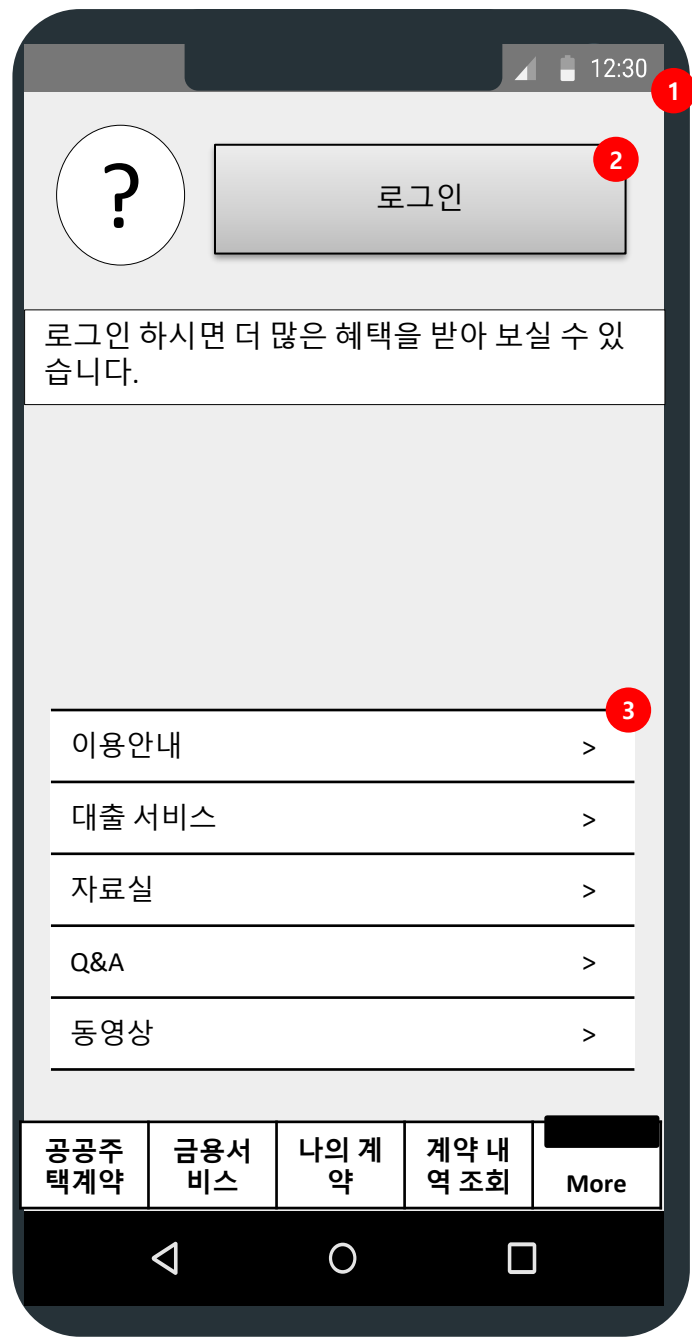 12:30
1
?
로그인
2
로그인 하시면 더 많은 혜택을 받아 보실 수 있
습니다.
3
이용안내 >
대출 서비스 >
자료실 >
Q&A >
동영상 >
공공주
택계약
금용서
비스
나의 계
약
계약 내
역 조회
More